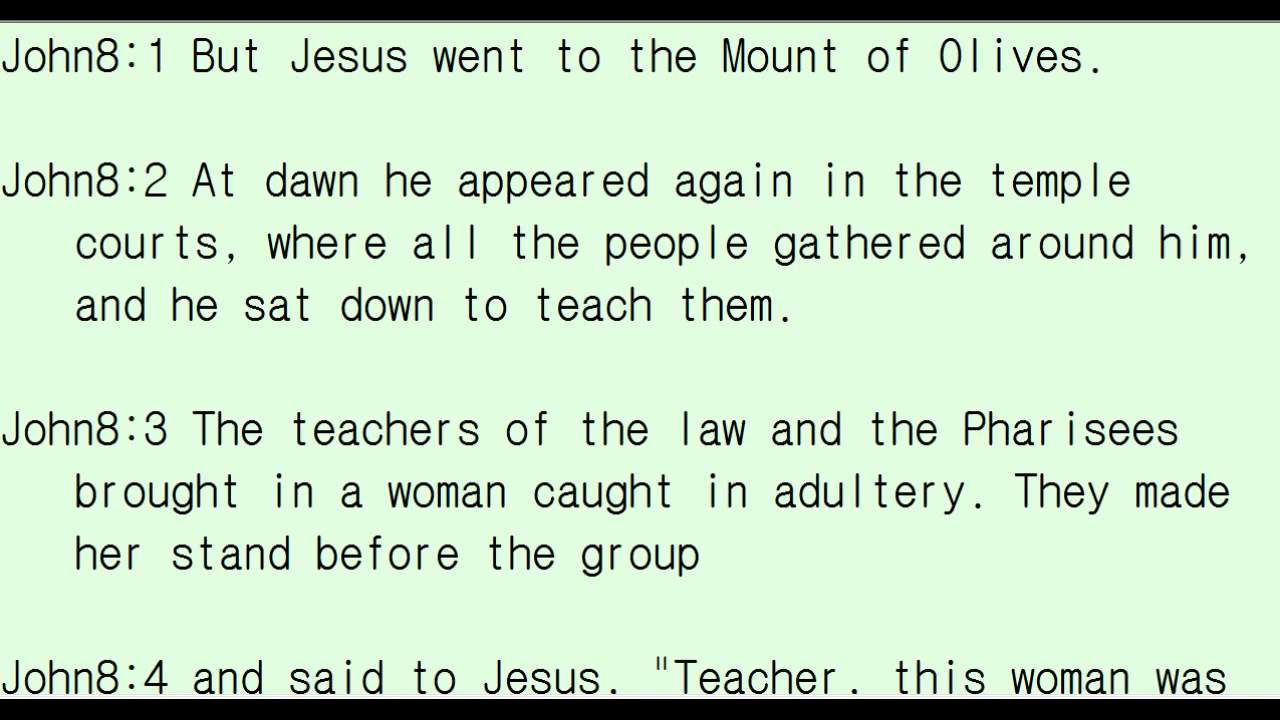 John8:1 But Jesus went to the Mount of Olives.
John8:2 At dawn he appeared again in the temple
courts, where all the people gathered around him,
and he sat down to teach them.
John8:3 The teachers of the law and the Pharisees
brought in a woman caught in adultery. They made
her stand before the group
John8:4 and said to Jesus, "Teacher, this woman was